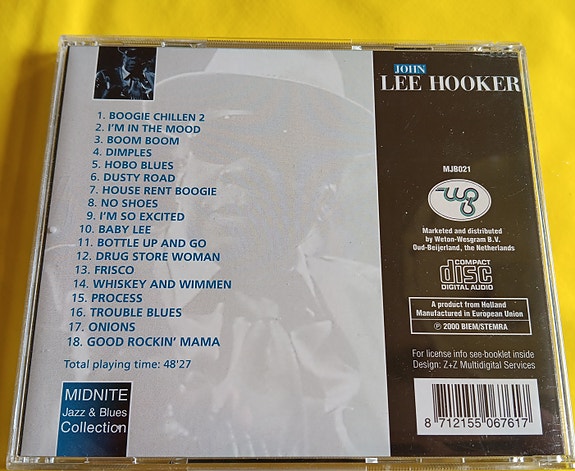 1. BOOGIE CHILLEN 2
2. I'M IN THE MOOD
3. BOOM BOOM
4. DIMPLES
5. HOBO BLUES
6. DUSTY ROAD
7. HOUSE RENT BOOGIE
8. NO SHOES
9. I'M SO EXCITED
10. BABY LEE
11. BOTTLE UP AND GO
12. DRUG STORE WOMAN
13. FRISCO
14. WHISKEY AND WIMMEN
15. PROCESS
16. TROUBLE BLUES
17. ONIONS
18. GOOD ROCKIN' MAMA
Total playing time: 48'27
MIDNITE
Jazz & Blues
Collection
JOHN
LEE HOOKER
MJB021
wg
Marketed and distributed
by Weton-Wesgram B.V.
Oud-Beijerland, the Netherlands
COMPACT
disc
DIGITAL AUDIO
A product from Holland
Manufactured in European Union
℗ 2000 BIEM/STEMRA
For license info see-booklet inside
Design: Z+Z Multidigital Services
8 712155 067617